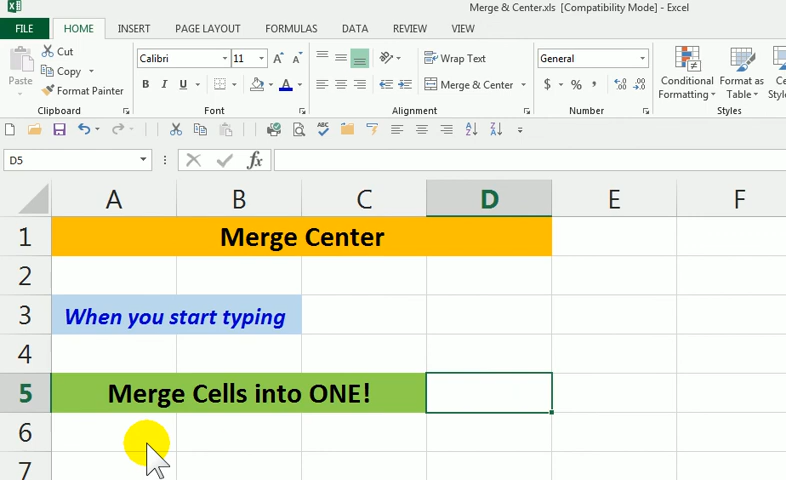 Merge & Center.xls [Compatibility Mode] - Excel
FILE HOME INSERT PAGE LAYOUT FORMULAS DATA REVIEW VIEW
Paste
Cut
Copy
Format Painter
Clipboard
Calibri 11 A A
B I U A
Font
Wrap Text
Merge & Center
Alignment
General
$ % , .00 .0
Number
Conditional Formatting
Format as Table
Styles
D5 fx
A B C D E F
1 Merge Center
2
3 When you start typing
4
5 Merge Cells into ONE!
6
7